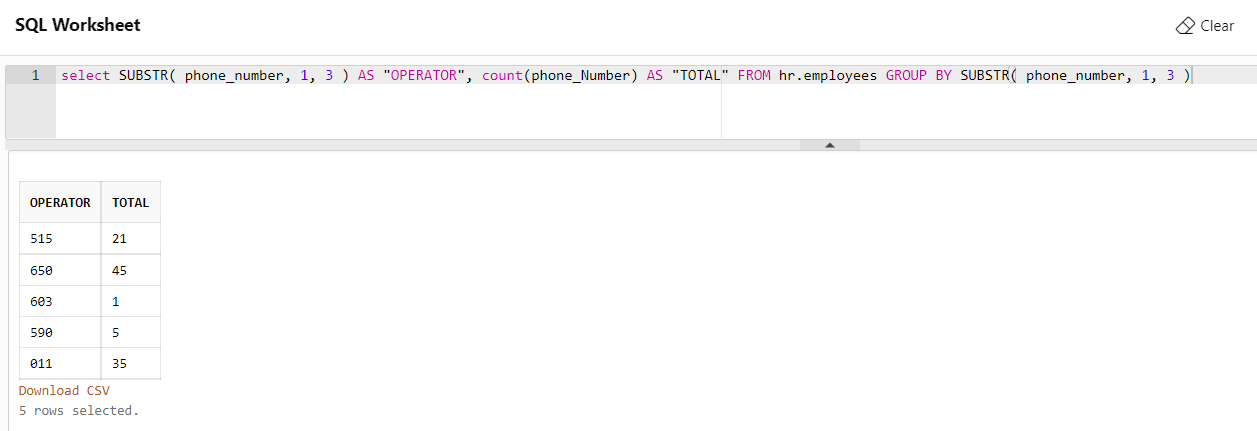 SQL Worksheet
Clear
1 select SUBSTR( phone_number, 1, 3 ) AS "OPERATOR", count(phone_Number) AS "TOTAL" FROM hr.employees GROUP BY SUBSTR( phone_number, 1, 3 )
OPERATOR TOTAL
515 21
650 45
603 1
590 5
011 35
Download CSV
5 rows selected.